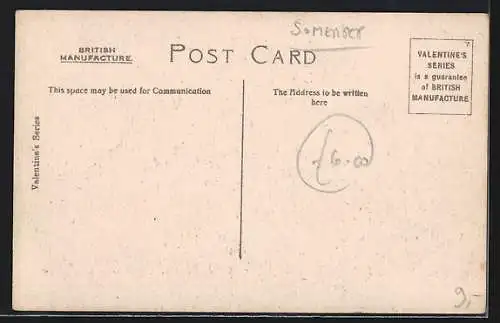 SOMERSET
BRITISH
MANUFACTURE.
POST CARD
VALENTINE'S
SERIES
is a guarantee
of BRITISH
MANUFACTURE
This space may be used for Communication
The Address to be written
here
Valentine's Series
£6-00
9,-